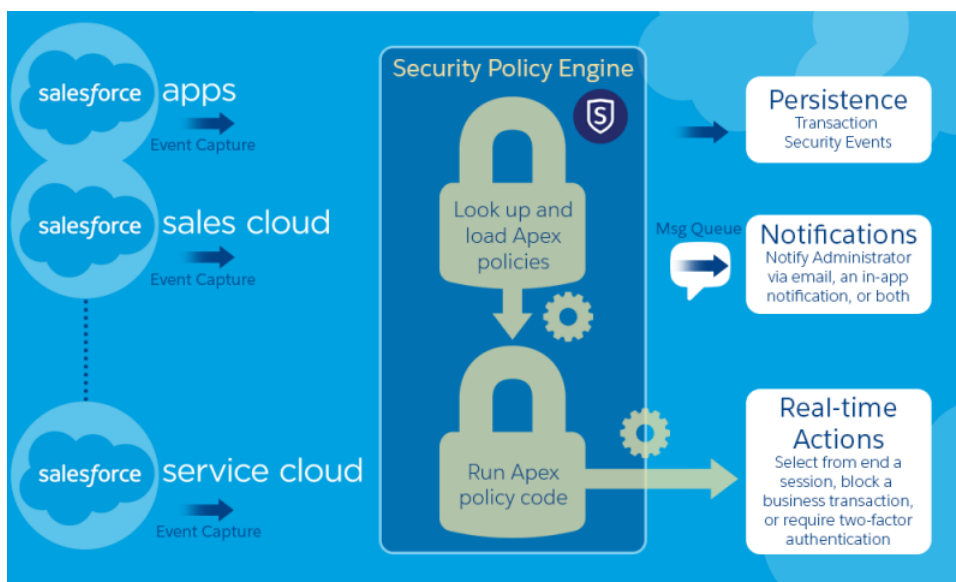 salesforce apps
Event Capture
salesforce sales cloud
Event Capture
salesforce service cloud
Event Capture
Security Policy Engine
S
Look up and
load Apex
policies
Run Apex
policy code
Persistence
Transaction
Security Events
Msg Queue
Notifications
Notify Administrator
via email, an in-app
notification, or both
Real-time
Actions
Select from end a
session, block a
business transaction,
or require two-factor
authentication